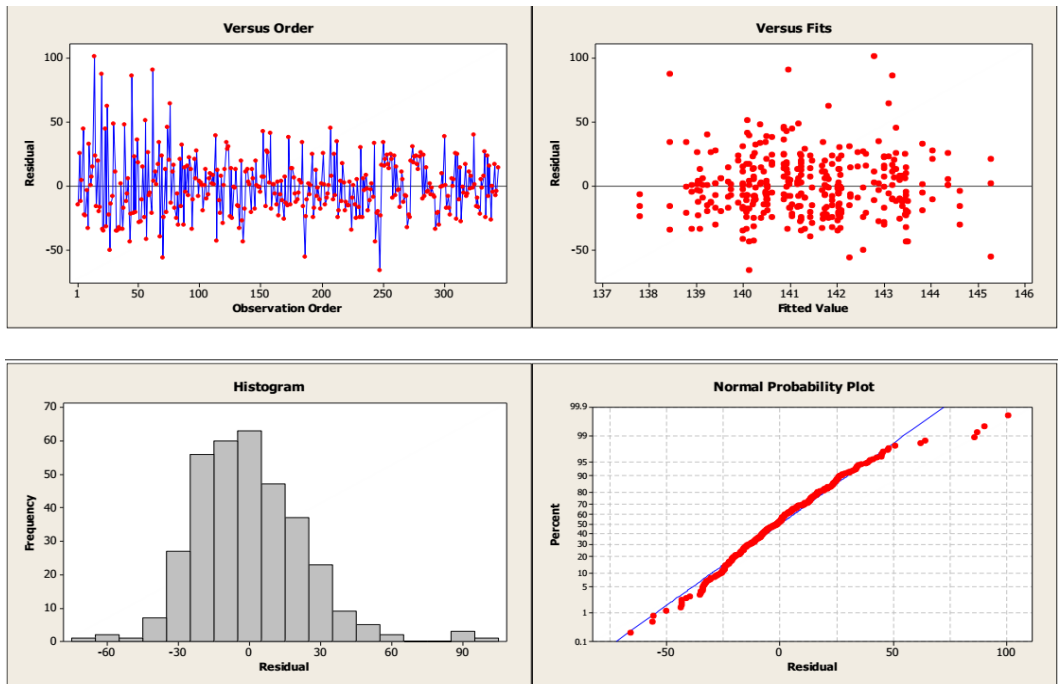 Versus Order
100
50
0
-50
Residual
1 50 100 150 200 250 300
Observation Order
Versus Fits
100
50
0
-50
Residual
137 138 139 140 141 142 143 144 145 146
Fitted Value
Histogram
70
60
50
40
30
20
10
0
Frequency
-60 -30 0 30 60 90
Residual
Normal Probability Plot
99.9
99
95
90
80
70
60
50
40
30
20
10
5
1
0.1
Percent
-50 0 50 100
Residual